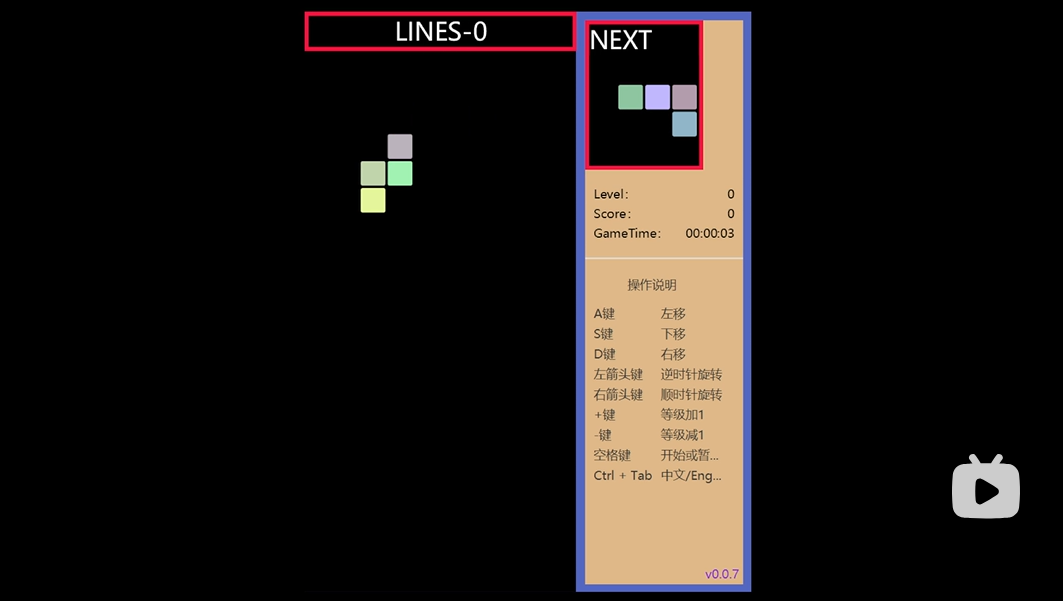 LINES-0
NEXT
Level: 0
Score: 0
GameTime: 00:00:03
操作说明
A键 左移
S键 下移
D键 右移
左箭头键 逆时针旋转
右箭头键 顺时针旋转
+键 等级加1
-键 等级减1
空格键 开始或暂...
Ctrl + Tab 中文/Eng...
v0.0.7